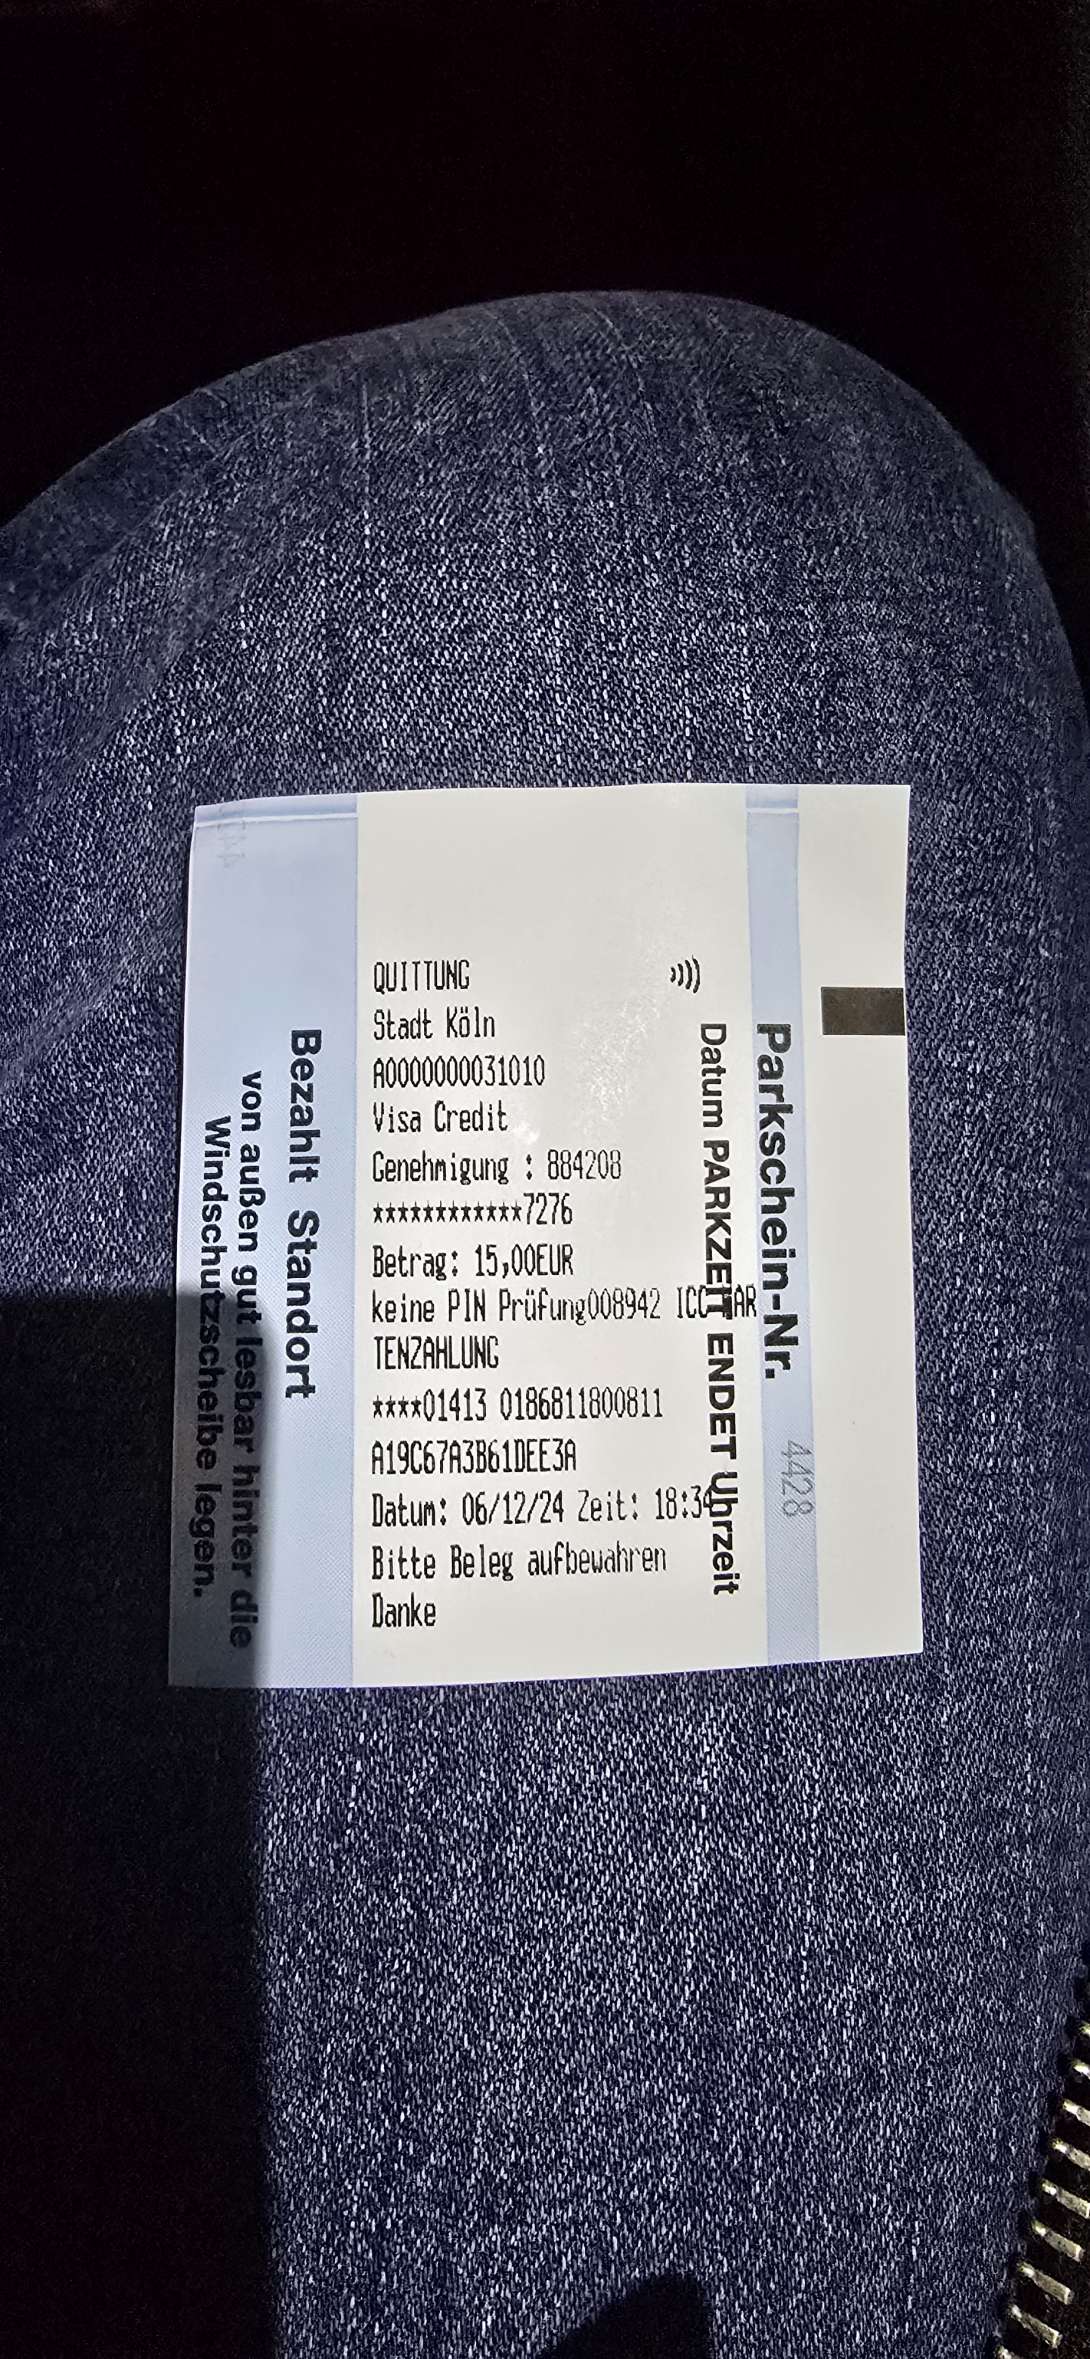 QUITTUNG
Stadt Köln
A0000000031010
Visa Credit
Genehmigung : 884208
************7276
Betrag: 15,00EUR
keine PIN Prüfung008942 ICC KAR
TENZAHLUNG
****01413 0186811800811
A19C67A3B61DEE3A
Datum: 06/12/24 Zeit: 18:34
Bitte Beleg aufbewahren
Danke
Parkschein-Nr.
4428
Datum PARKZEIT ENDET Uhrzeit
Bezahlt Standort
von außen gut lesbar hinter die
Windschutzscheibe legen.